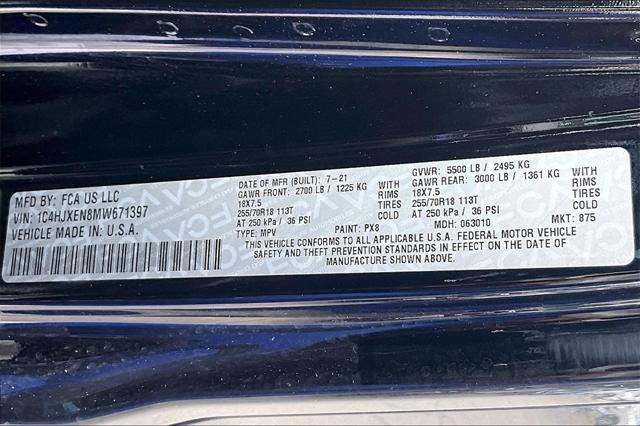 MFD BY: FCA US LLC
VIN: 1C4HJXEN8MW671397
VEHICLE MADE IN U.S.A.
DATE OF MFR (BUILT): 7-21 GVWR: 5500 LB / 2495 KG
GAWR FRONT: 2700 LB / 1225 KG WITH GAWR REAR: 3000 LB / 1361 KG WITH
18X7.5 RIMS 18X7.5 RIMS
255/70R18 113T TIRES 255/70R18 113T TIRES
AT 250 kPa / 36 PSI AT 250 kPa / 36 PSI
TYPE: MPV PAINT: PX8 MDH: 063010 MKT: 875
THIS VEHICLE CONFORMS TO ALL APPLICABLE U.S.A. FEDERAL MOTOR VEHICLE
SAFETY AND THEFT PREVENTION STANDARDS IN EFFECT ON THE DATE OF
MANUFACTURE SHOWN ABOVE.